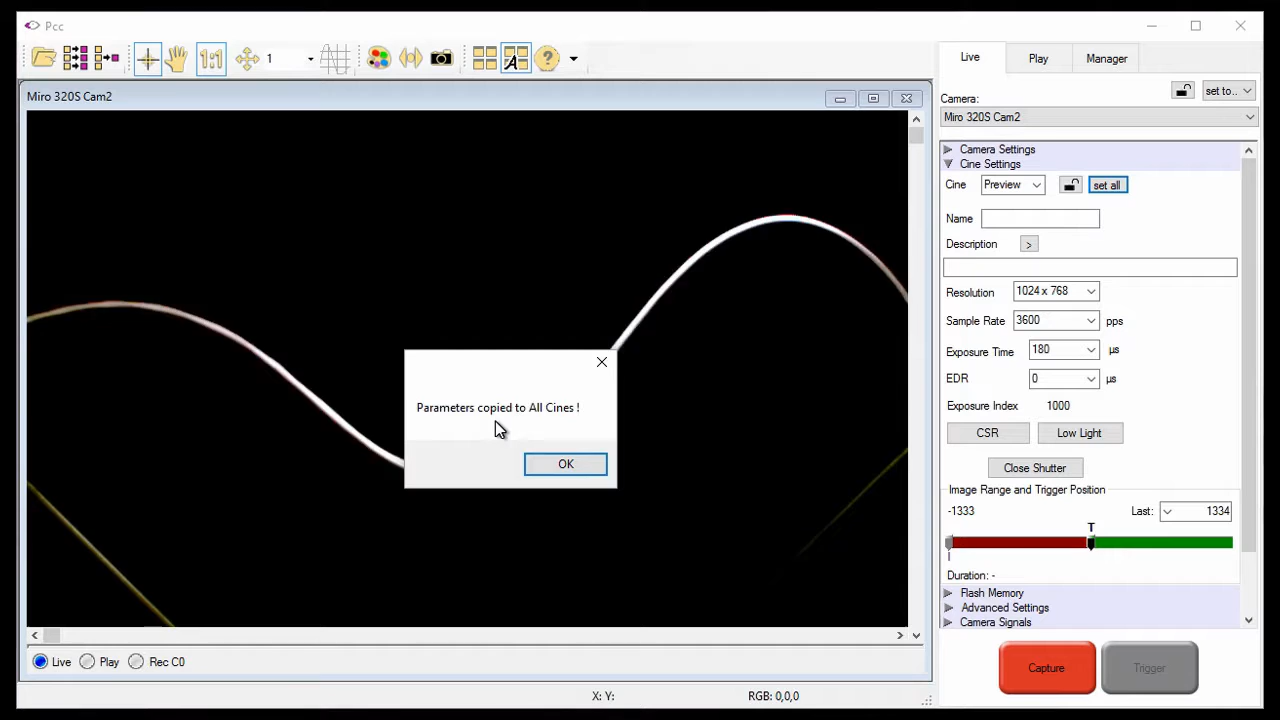 Pcc
1:1
1
A
?
Miro 320S Cam2
Parameters copied to All Cines !
OK
Live
Play
Rec C0
X: Y:
RGB: 0,0,0
Live
Play
Manager
Camera:
set to..
Miro 320S Cam2
Camera Settings
Cine Settings
Cine
Preview
set all
Name
Description
>
Resolution
1024 x 768
Sample Rate
3600
pps
Exposure Time
180
µs
EDR
0
µs
Exposure Index
1000
CSR
Low Light
Close Shutter
Image Range and Trigger Position
-1333
Last:
1334
T
Duration: -
Flash Memory
Advanced Settings
Camera Signals
Capture
Trigger